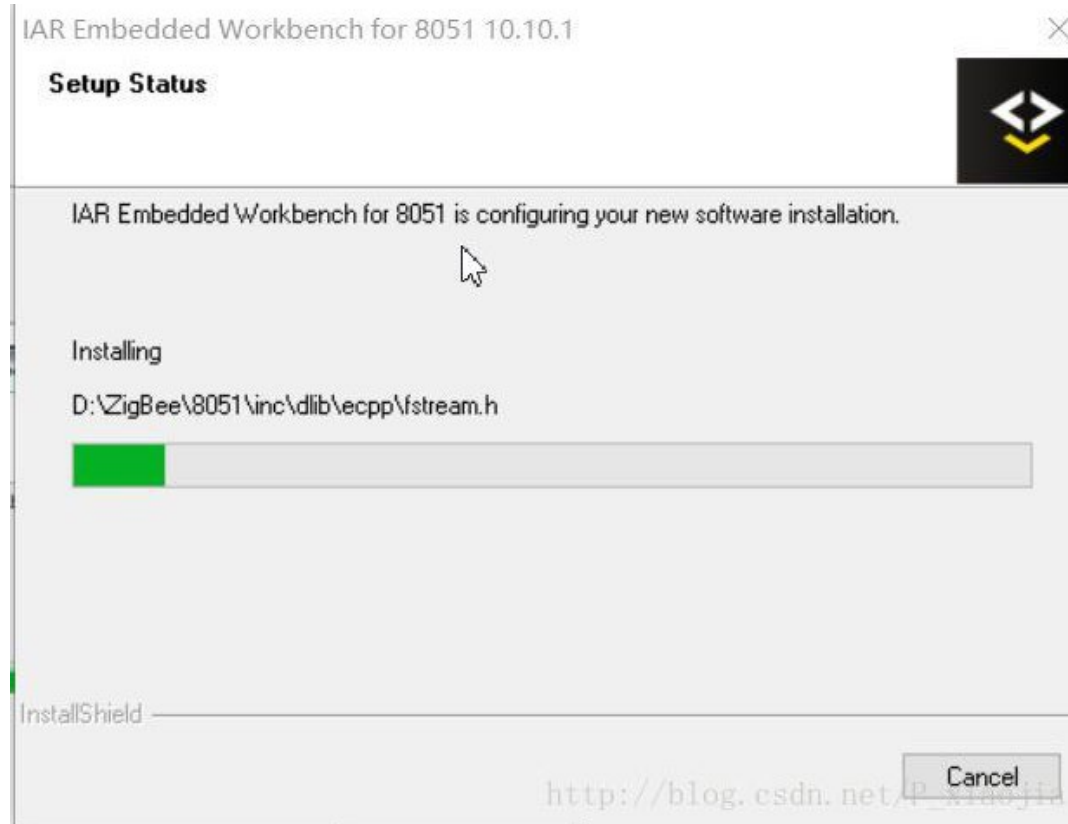 IAR Embedded Workbench for 8051 10.10.1
Setup Status
IAR Embedded Workbench for 8051 is configuring your new software installation.
Installing
D:\ZigBee\8051\inc\dlib\ecpp\fstream.h
InstallShield
Cancel
http://blog.csdn.net/P_xiaojia